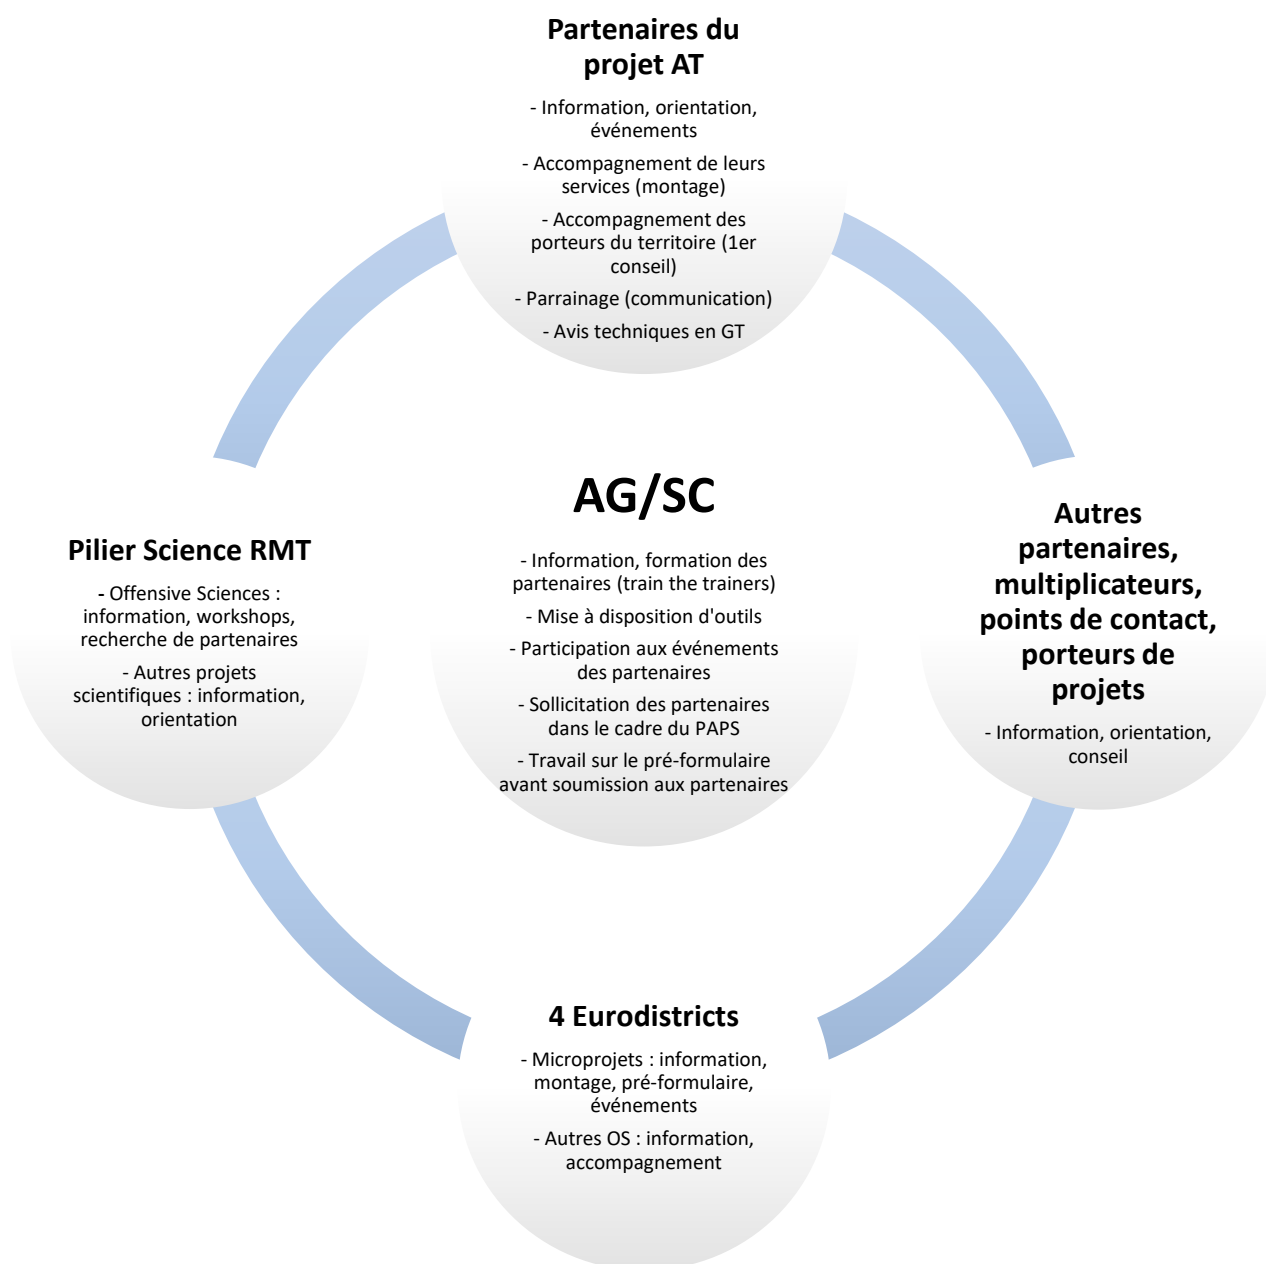 Partenaires du
projet AT
- Information, orientation,
événements
- Accompagnement de leurs
services (montage)
- Accompagnement des
porteurs du territoire (1er
conseil)
- Parrainage (communication)
- Avis techniques en GT
AG/SC
- Information, formation des
partenaires (train the trainers)
- Mise à disposition d'outils
- Participation aux événements
des partenaires
- Sollicitation des partenaires
dans le cadre du PAPS
- Travail sur le pré-formulaire
avant soumission aux partenaires
Pilier Science RMT
- Offensive Sciences :
information, workshops,
recherche de partenaires
- Autres projets
scientifiques : information,
orientation
Autres
partenaires,
multiplicateurs,
points de contact,
porteurs de
projets
- Information, orientation,
conseil
4 Eurodistricts
- Microprojets : information,
montage, pré-formulaire,
événements
- Autres OS : information,
accompagnement